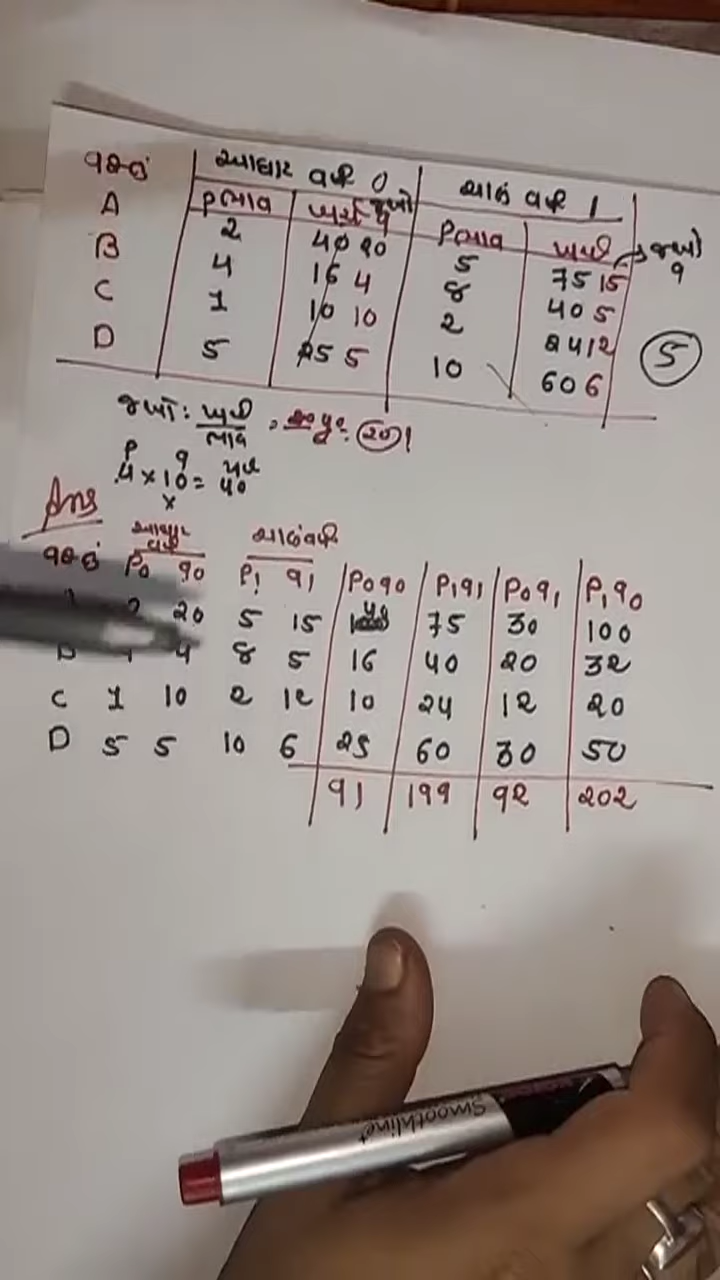 વસ્તુ આધાર વર્ષ 0 ચાલુ વર્ષ 1
A P ભાવ ખર્ચ જથ્થો P ભાવ ખર્ચ → જથ્થો q
B 2 40 20 5 75 15
C 4 16 4 8 40 5
D 1 10 10 2 24 12
5 25 5 10 60 6
5
જથ્થો : ખર્ચ / ભાવ = 20
P q ખર્ચ
4 x 10 = 40
x
Ans
આધાર વર્ષ ચાલુ વર્ષ
વસ્તુ P0 q0 P1 q1 P0q0 P1q1 P0q1 P1q0
20 5 15 75 30 100
4 8 5 16 40 20 32
C 1 10 2 12 10 24 12 20
D 5 5 10 6 25 60 30 50
91 199 92 202
Smoothline+